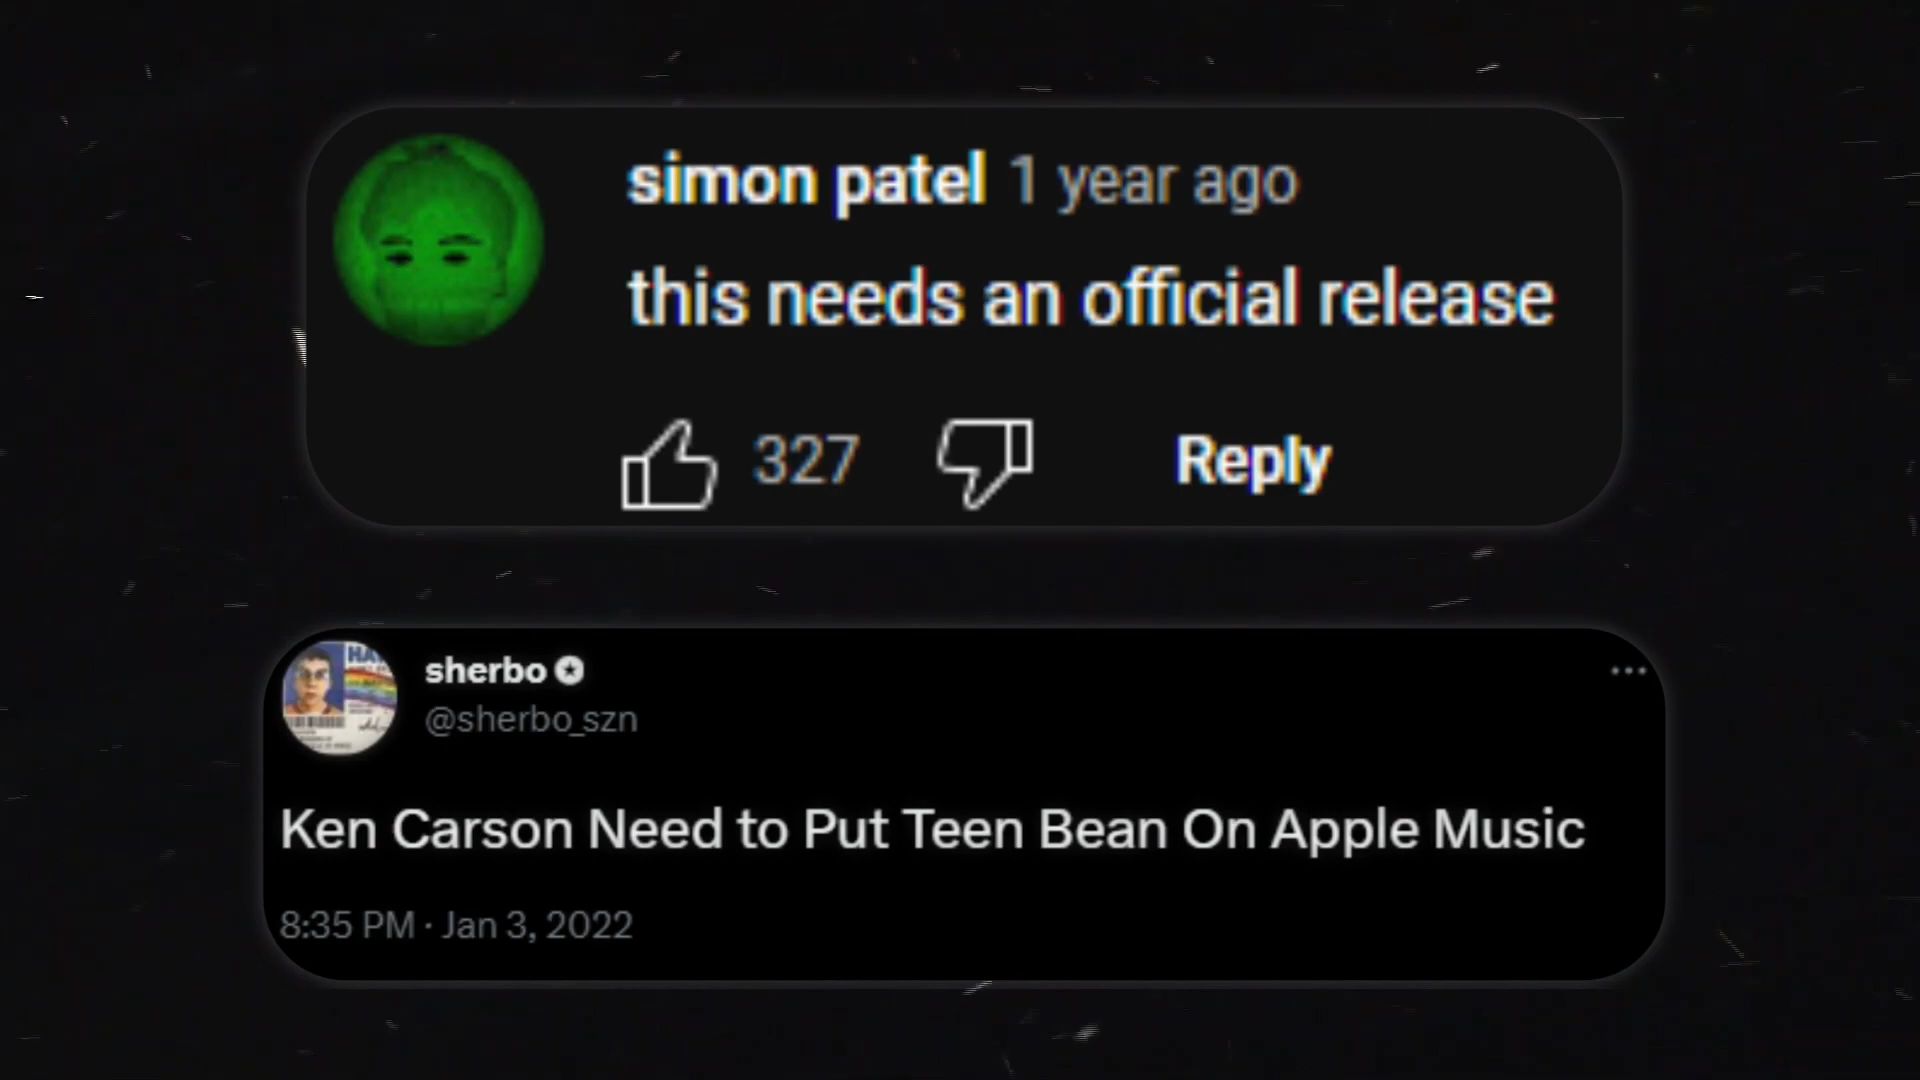 simon patel 1 year ago
this needs an official release
327 Reply
sherbo
@sherbo_szn
Ken Carson Need to Put Teen Bean On Apple Music
8:35 PM · Jan 3, 2022